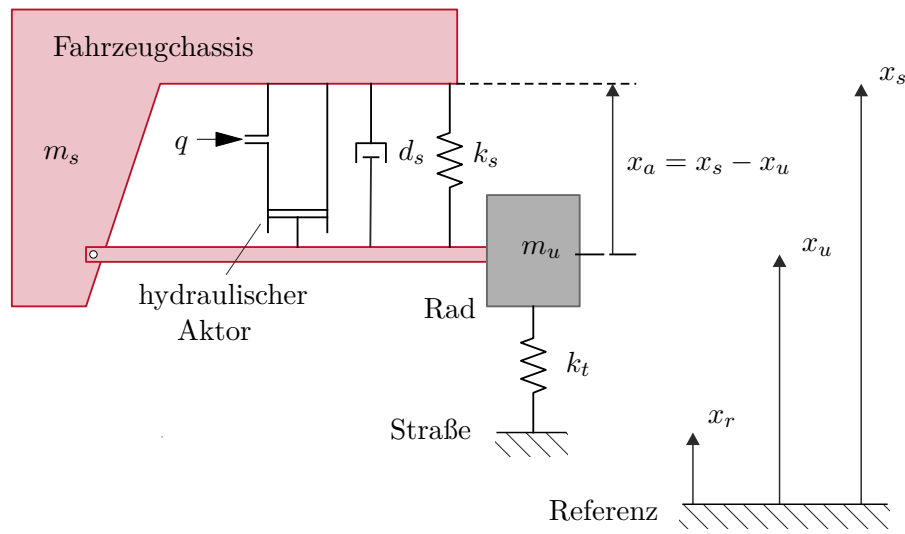 Fahrzeugchassis
x_s
m_s
q
d_s
k_s
x_a = x_s − x_u
m_u
x_u
hydraulischer
Aktor
Rad
k_t
x_r
Straße
Referenz